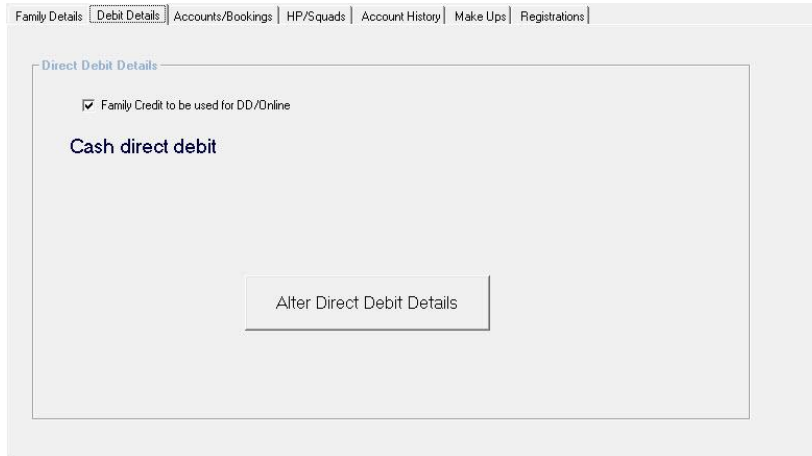 Family Details Debit Details Accounts/Bookings HP/Squads Account History Make Ups Registrations
Direct Debit Details
Family Credit to be used for DD/Online
Cash direct debit
Alter Direct Debit Details